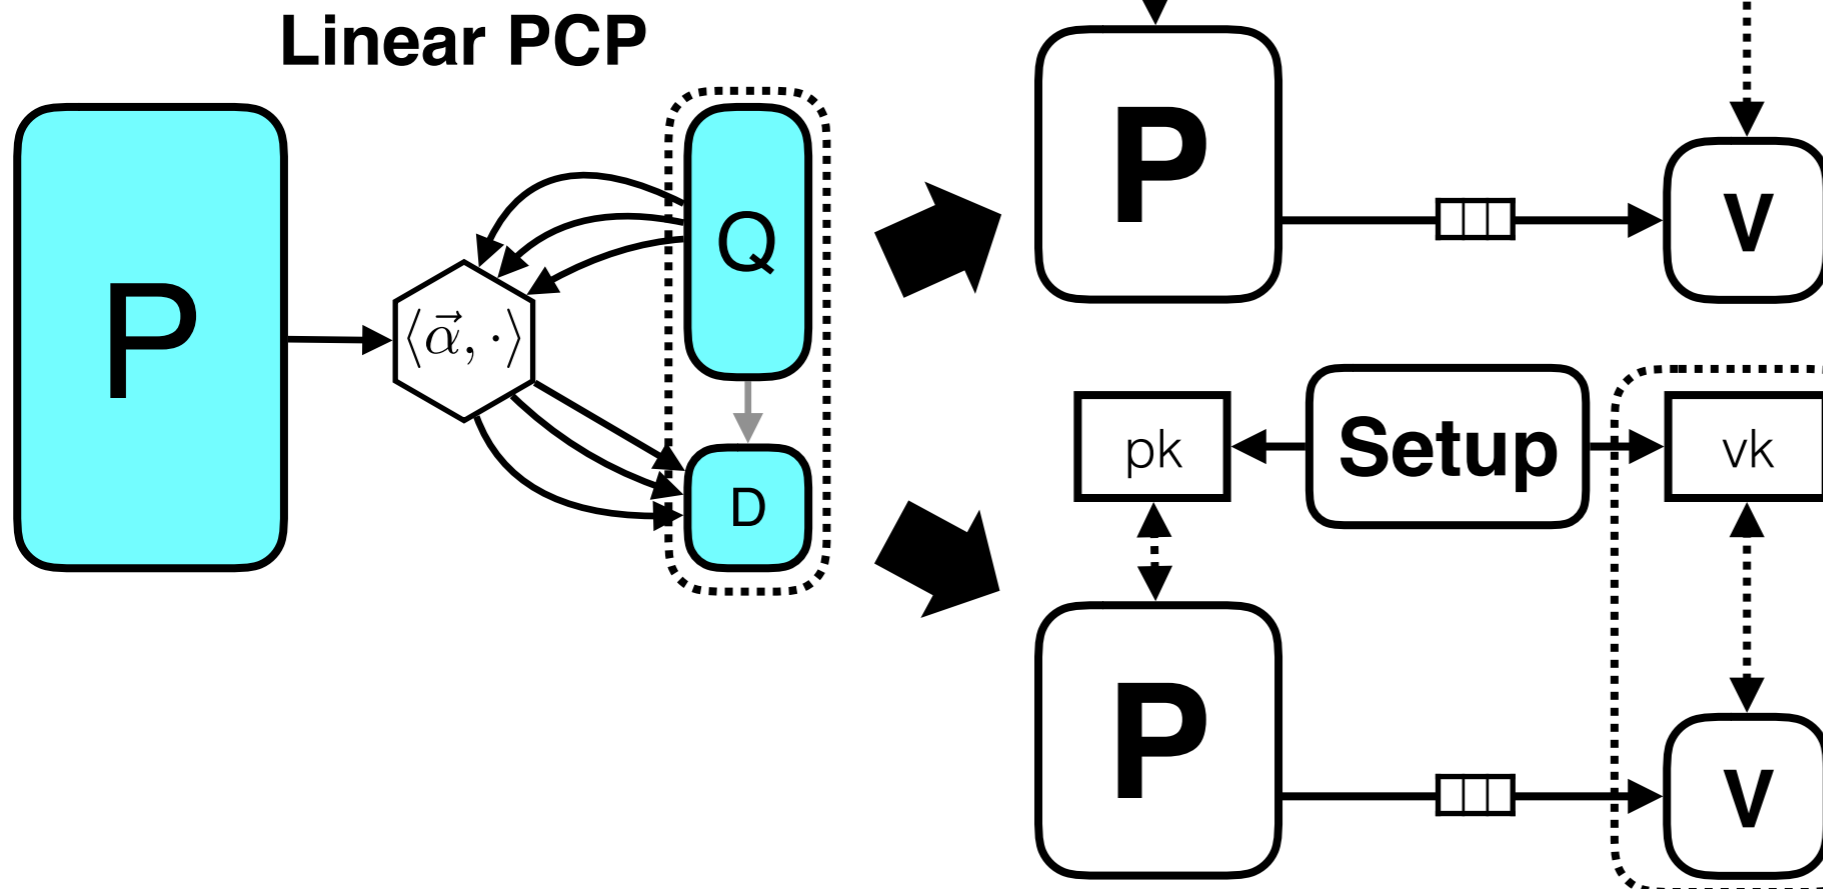 Linear PCP
P
⟨α⃗, ·⟩
Q
D
P
V
pk
Setup
vk
P
V